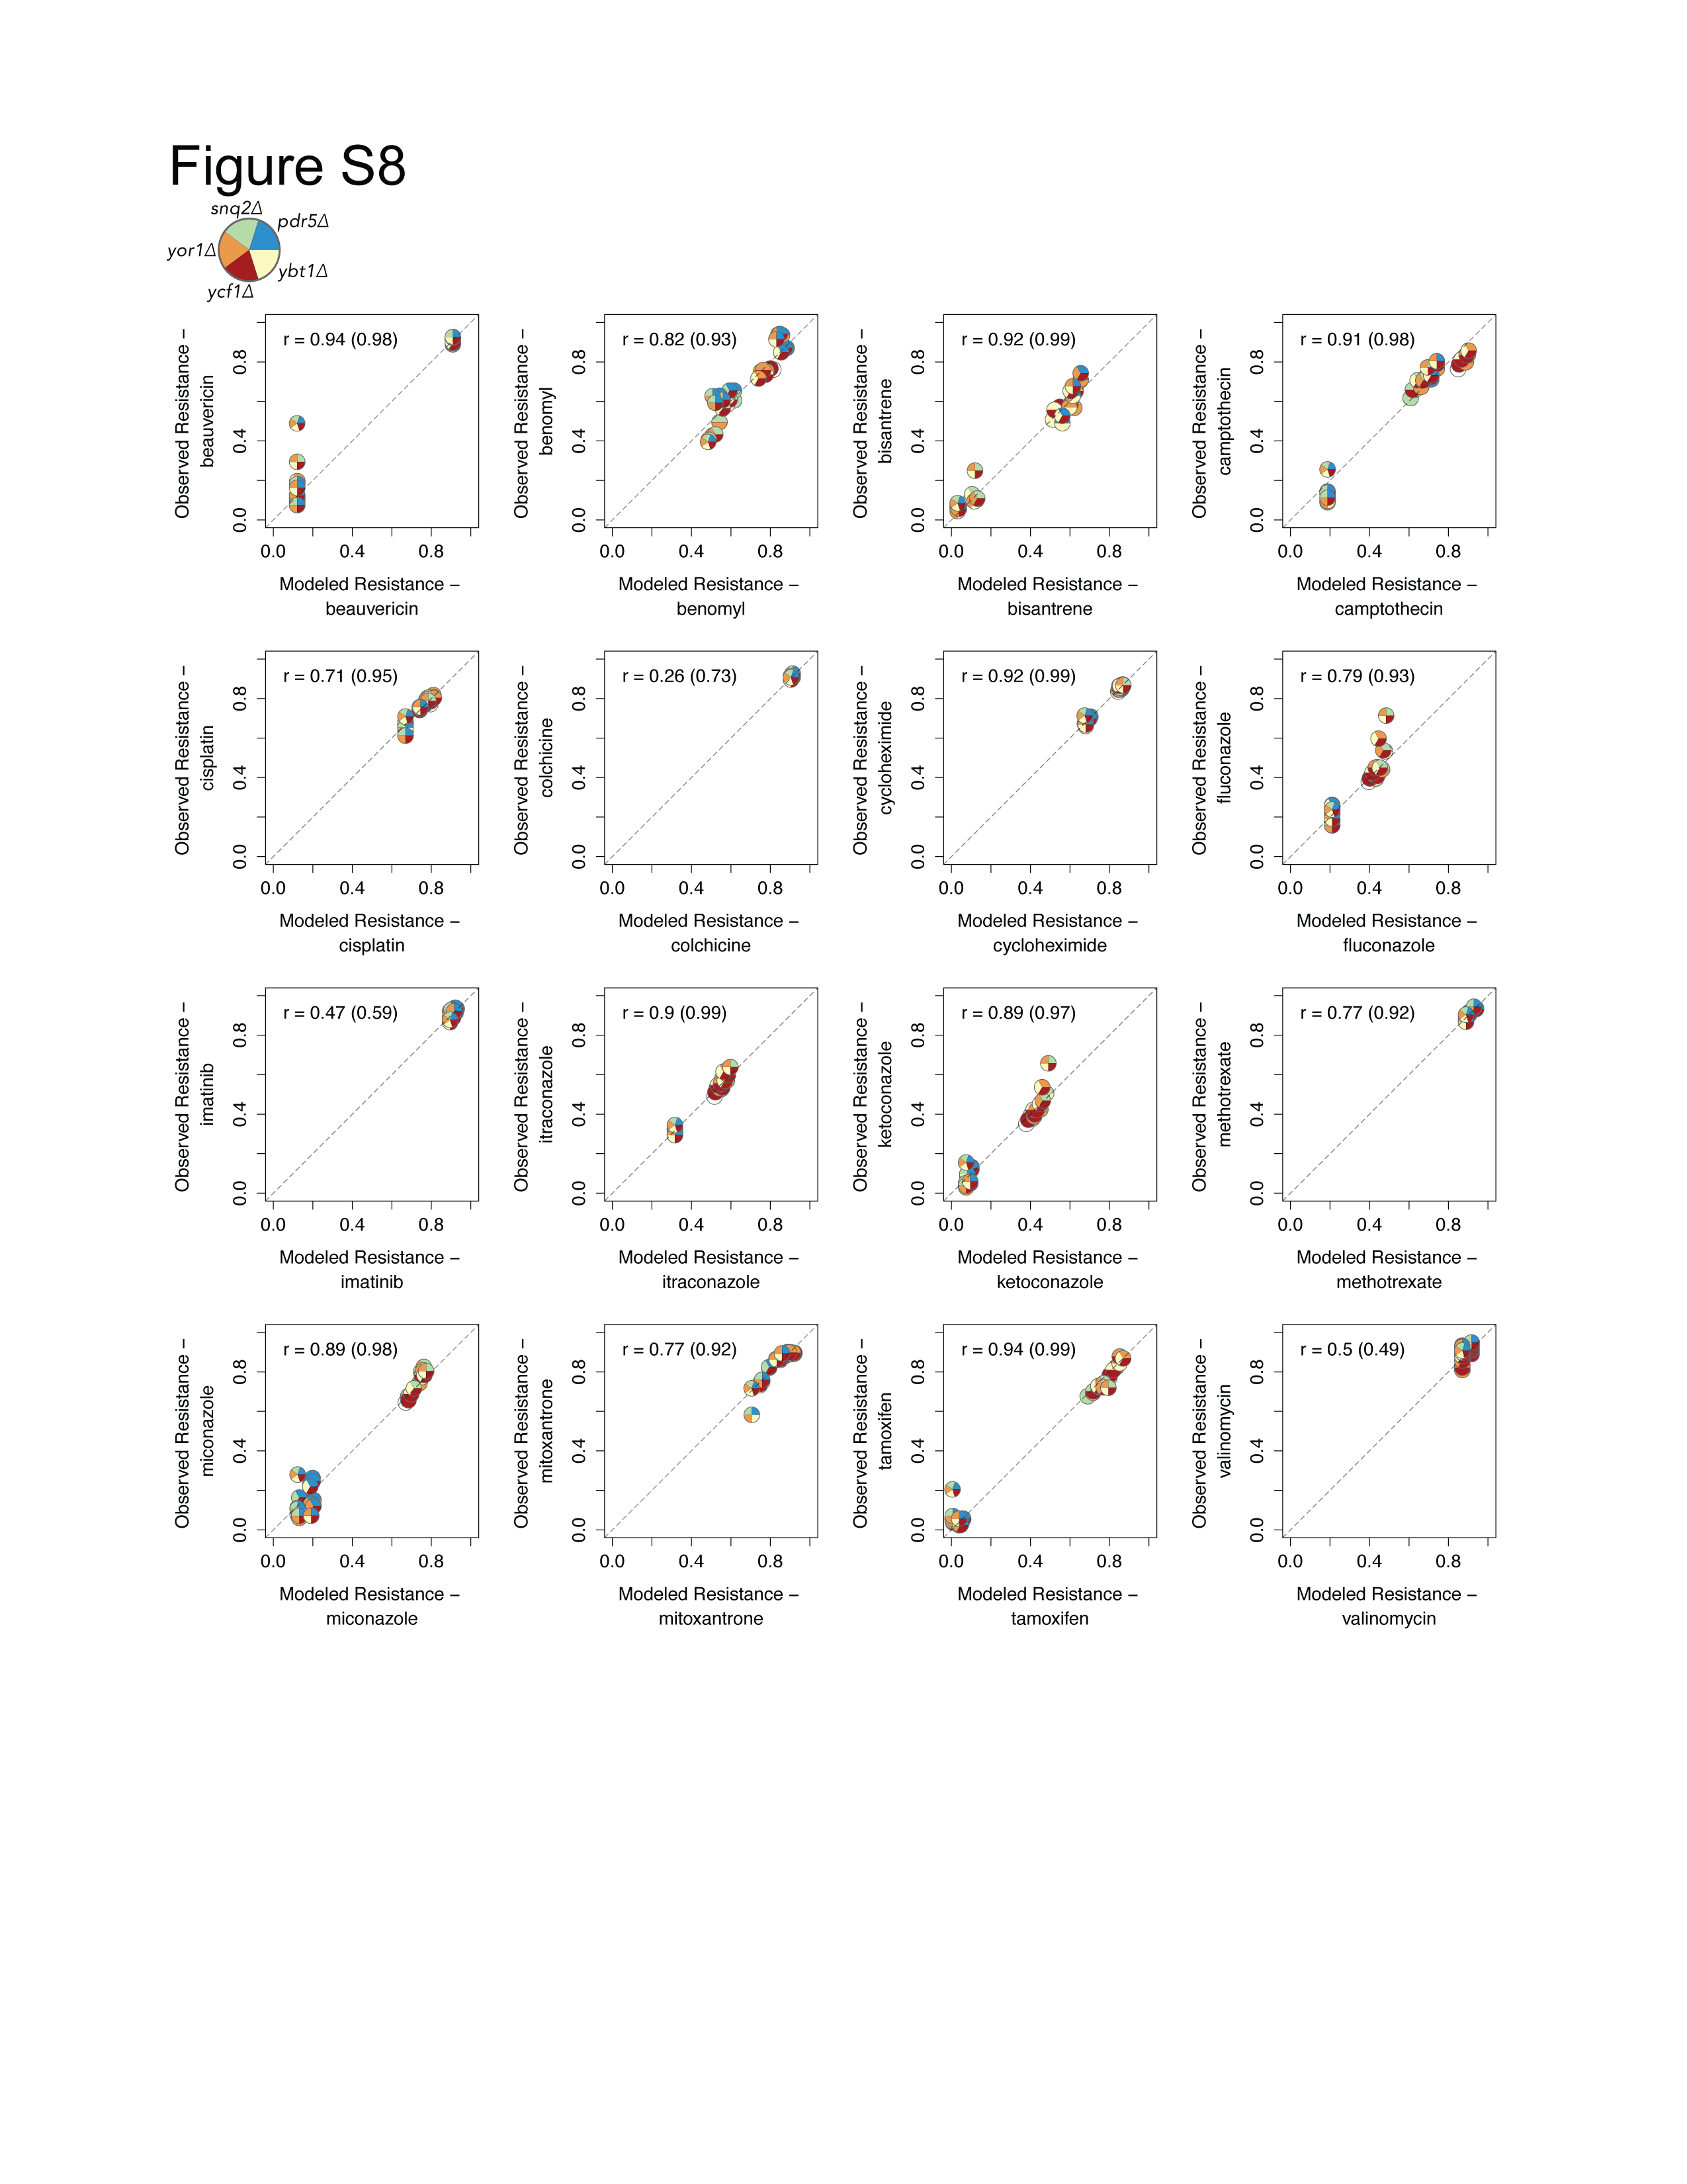 Figure S8
snq2Δ
pdr5Δ
yor1Δ
ybt1Δ
ycf1Δ
Observed Resistance –
beauvericin
r = 0.94 (0.98)
0.0 0.4 0.8
0.0 0.4 0.8
Modeled Resistance –
beauvericin
Observed Resistance –
benomyl
r = 0.82 (0.93)
0.0 0.4 0.8
0.0 0.4 0.8
Modeled Resistance –
benomyl
Observed Resistance –
bisantrene
r = 0.92 (0.99)
0.0 0.4 0.8
0.0 0.4 0.8
Modeled Resistance –
bisantrene
Observed Resistance –
camptothecin
r = 0.91 (0.98)
0.0 0.4 0.8
0.0 0.4 0.8
Modeled Resistance –
camptothecin
Observed Resistance –
cisplatin
r = 0.71 (0.95)
0.0 0.4 0.8
0.0 0.4 0.8
Modeled Resistance –
cisplatin
Observed Resistance –
colchicine
r = 0.26 (0.73)
0.0 0.4 0.8
0.0 0.4 0.8
Modeled Resistance –
colchicine
Observed Resistance –
cycloheximide
r = 0.92 (0.99)
0.0 0.4 0.8
0.0 0.4 0.8
Modeled Resistance –
cycloheximide
Observed Resistance –
fluconazole
r = 0.79 (0.93)
0.0 0.4 0.8
0.0 0.4 0.8
Modeled Resistance –
fluconazole
Observed Resistance –
imatinib
r = 0.47 (0.59)
0.0 0.4 0.8
0.0 0.4 0.8
Modeled Resistance –
imatinib
Observed Resistance –
itraconazole
r = 0.9 (0.99)
0.0 0.4 0.8
0.0 0.4 0.8
Modeled Resistance –
itraconazole
Observed Resistance –
ketoconazole
r = 0.89 (0.97)
0.0 0.4 0.8
0.0 0.4 0.8
Modeled Resistance –
ketoconazole
Observed Resistance –
methotrexate
r = 0.77 (0.92)
0.0 0.4 0.8
0.0 0.4 0.8
Modeled Resistance –
methotrexate
Observed Resistance –
miconazole
r = 0.89 (0.98)
0.0 0.4 0.8
0.0 0.4 0.8
Modeled Resistance –
miconazole
Observed Resistance –
mitoxantrone
r = 0.77 (0.92)
0.0 0.4 0.8
0.0 0.4 0.8
Modeled Resistance –
mitoxantrone
Observed Resistance –
tamoxifen
r = 0.94 (0.99)
0.0 0.4 0.8
0.0 0.4 0.8
Modeled Resistance –
tamoxifen
Observed Resistance –
valinomycin
r = 0.5 (0.49)
0.0 0.4 0.8
0.0 0.4 0.8
Modeled Resistance –
valinomycin